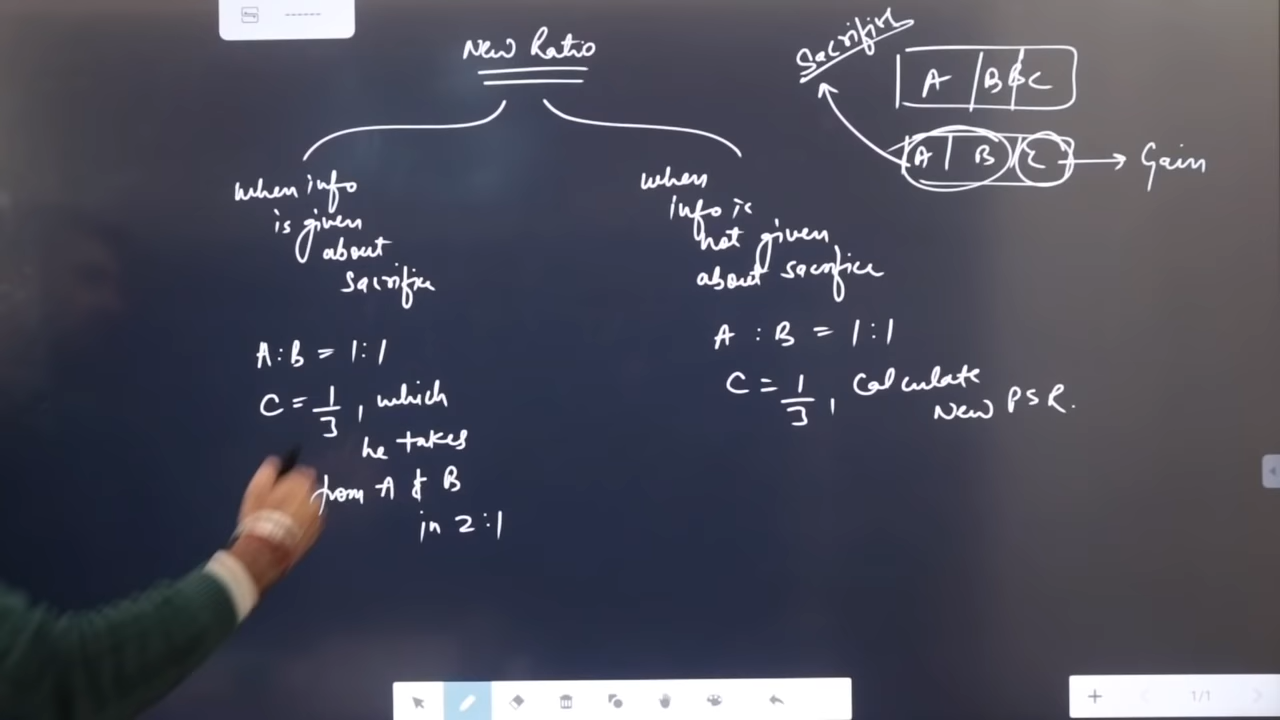 New Ratio
when info
is given
about
sacrifice
A:B = 1:1
C = 1/3, which
he takes
from A & B
in 2:1
when
info is
not given
about sacrifice
A : B = 1:1
C = 1/3, Calculate
New PSR.
Sacrifice
A B C
A B C → Gain
1/1